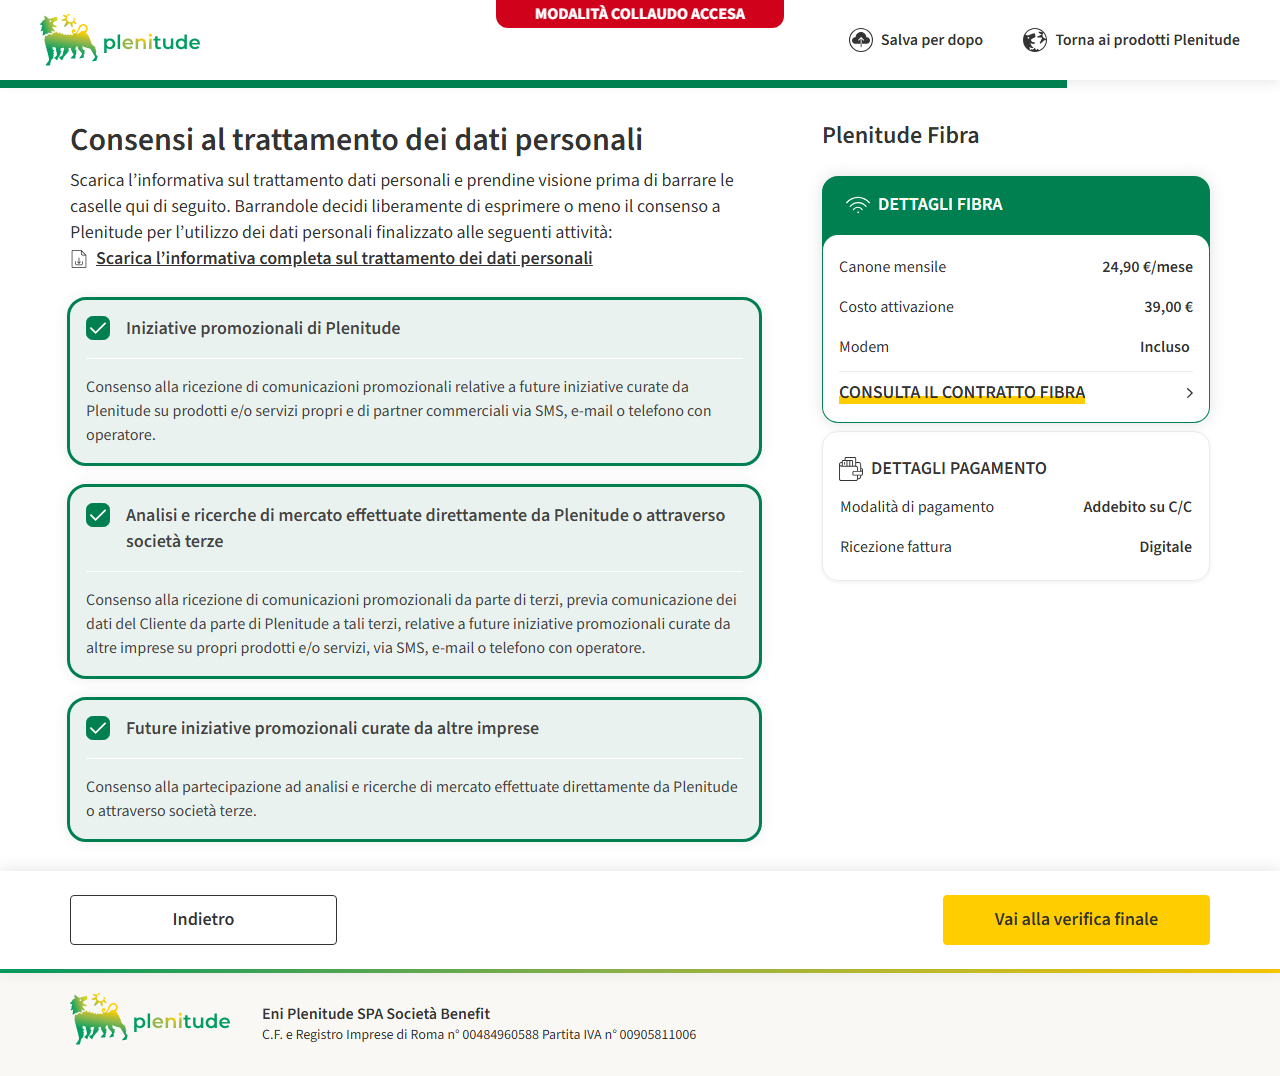 MODALITÀ COLLAUDO ACCESA
plenitude
Salva per dopo
Torna ai prodotti Plenitude
Consensi al trattamento dei dati personali
Scarica l’informativa sul trattamento dati personali e prendine visione prima di barrare le
caselle qui di seguito. Barrandole decidi liberamente di esprimere o meno il consenso a
Plenitude per l’utilizzo dei dati personali finalizzato alle seguenti attività:
Scarica l’informativa completa sul trattamento dei dati personali
Iniziative promozionali di Plenitude
Consenso alla ricezione di comunicazioni promozionali relative a future iniziative curate da
Plenitude su prodotti e/o servizi propri e di partner commerciali via SMS, e-mail o telefono con
operatore.
Analisi e ricerche di mercato effettuate direttamente da Plenitude o attraverso
società terze
Consenso alla ricezione di comunicazioni promozionali da parte di terzi, previa comunicazione dei
dati del Cliente da parte di Plenitude a tali terzi, relative a future iniziative promozionali curate da
altre imprese su propri prodotti e/o servizi, via SMS, e-mail o telefono con operatore.
Future iniziative promozionali curate da altre imprese
Consenso alla partecipazione ad analisi e ricerche di mercato effettuate direttamente da Plenitude
o attraverso società terze.
Plenitude Fibra
DETTAGLI FIBRA
Canone mensile 24,90 €/mese
Costo attivazione 39,00 €
Modem Incluso
CONSULTA IL CONTRATTO FIBRA
DETTAGLI PAGAMENTO
Modalità di pagamento Addebito su C/C
Ricezione fattura Digitale
Indietro
Vai alla verifica finale
plenitude
Eni Plenitude SPA Società Benefit
C.F. e Registro Imprese di Roma n° 00484960588 Partita IVA n° 00905811006